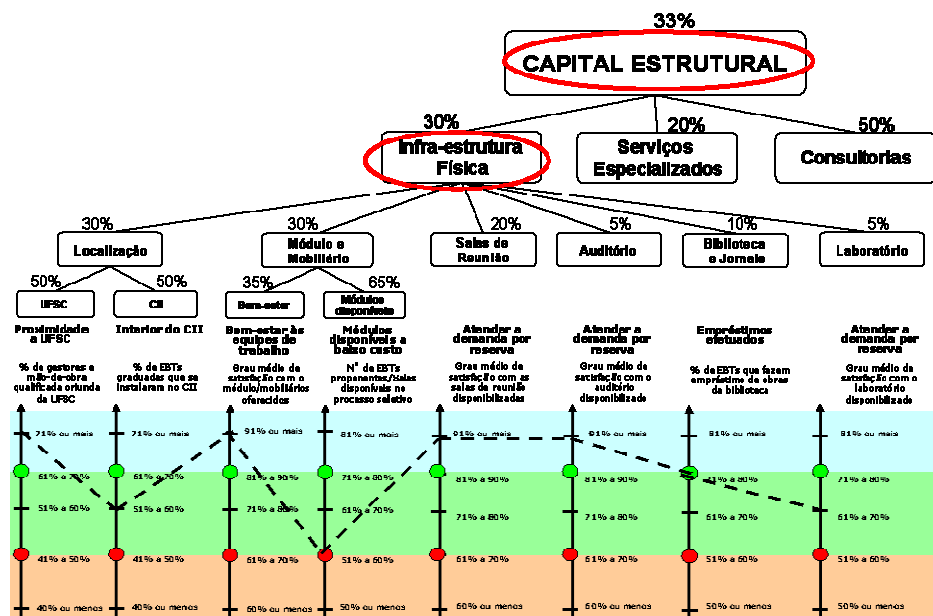 33%
CAPITAL ESTRUTURAL
30%
20%
50%
Infra-estrutura
Física
Serviços
Especializados
Consultorias
30%
30%
20%
5%
10%
5%
Localização
Módulo e
Mobiliário
Salas de
Reunião
Auditório
Biblioteca
e Jornais
Laboratório
50%
50%
35%
65%
UFSC
CII
Bem-estar
Módulos
disponíveis
Proximidade
a UFSC
Interior do CII
Bem-estar às
equipes de
trabalho
Módulos
disponíveis a
baixo custo
Atender a
demanda por
reserva
Atender a
demanda por
reserva
Empréstimos
efetuados
Atender a
demanda por
reserva
% de gestores e
mão-de-obra
qualificada oriunda
da UFSC
% de EBTs
graduadas que se
instalaram no CII
Grau médio de
satisfação com o
módulo/mobiliários
oferecidos
N° de EBTs
proponentes/salas
disponíveis no
processo seletivo
Grau médio de
satisfação com as
salas de reunião
disponibilizadas
Grau médio de
satisfação com o
auditório
disponibilizado
% de EBTs que fazem
empréstimo de obras
da biblioteca
Grau médio de
satisfação com o
laboratório
disponibilizado
71% ou mais
71% ou mais
91% ou mais
81% ou mais
91% ou mais
91% ou mais
81% ou mais
81% ou mais
61% a 70%
61% a 70%
81% a 90%
71% a 80%
81% a 90%
81% a 90%
71% a 80%
71% a 80%
51% a 60%
51% a 60%
71% a 80%
61% a 70%
71% a 80%
71% a 80%
61% a 70%
61% a 70%
41% a 50%
41% a 50%
61% a 70%
51% a 60%
61% a 70%
61% a 70%
51% a 60%
51% a 60%
40% ou menos
40% ou menos
60% ou menos
50% ou menos
60% ou menos
60% ou menos
50% ou menos
50% ou menos